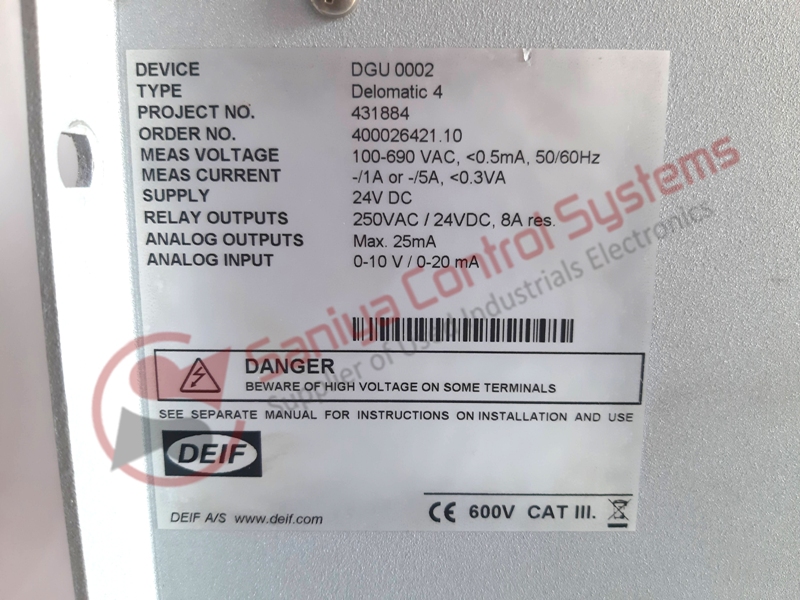 DEVICE DGU 0002
TYPE Delomatic 4
PROJECT NO. 431884
ORDER NO. 400026421.10
MEAS VOLTAGE 100-690 VAC, <0.5mA, 50/60Hz
MEAS CURRENT -/1A or -/5A, <0.3VA
SUPPLY 24V DC
RELAY OUTPUTS 250VAC / 24VDC, 8A res.
ANALOG OUTPUTS Max. 25mA
ANALOG INPUT 0-10 V / 0-20 mA
Saniya Control Systems
Supplier of Used Industrials Electronics
DANGER
BEWARE OF HIGH VOLTAGE ON SOME TERMINALS
SEE SEPARATE MANUAL FOR INSTRUCTIONS ON INSTALLATION AND USE
DEIF
DEIF A/S www.deif.com
CE 600V CAT III.